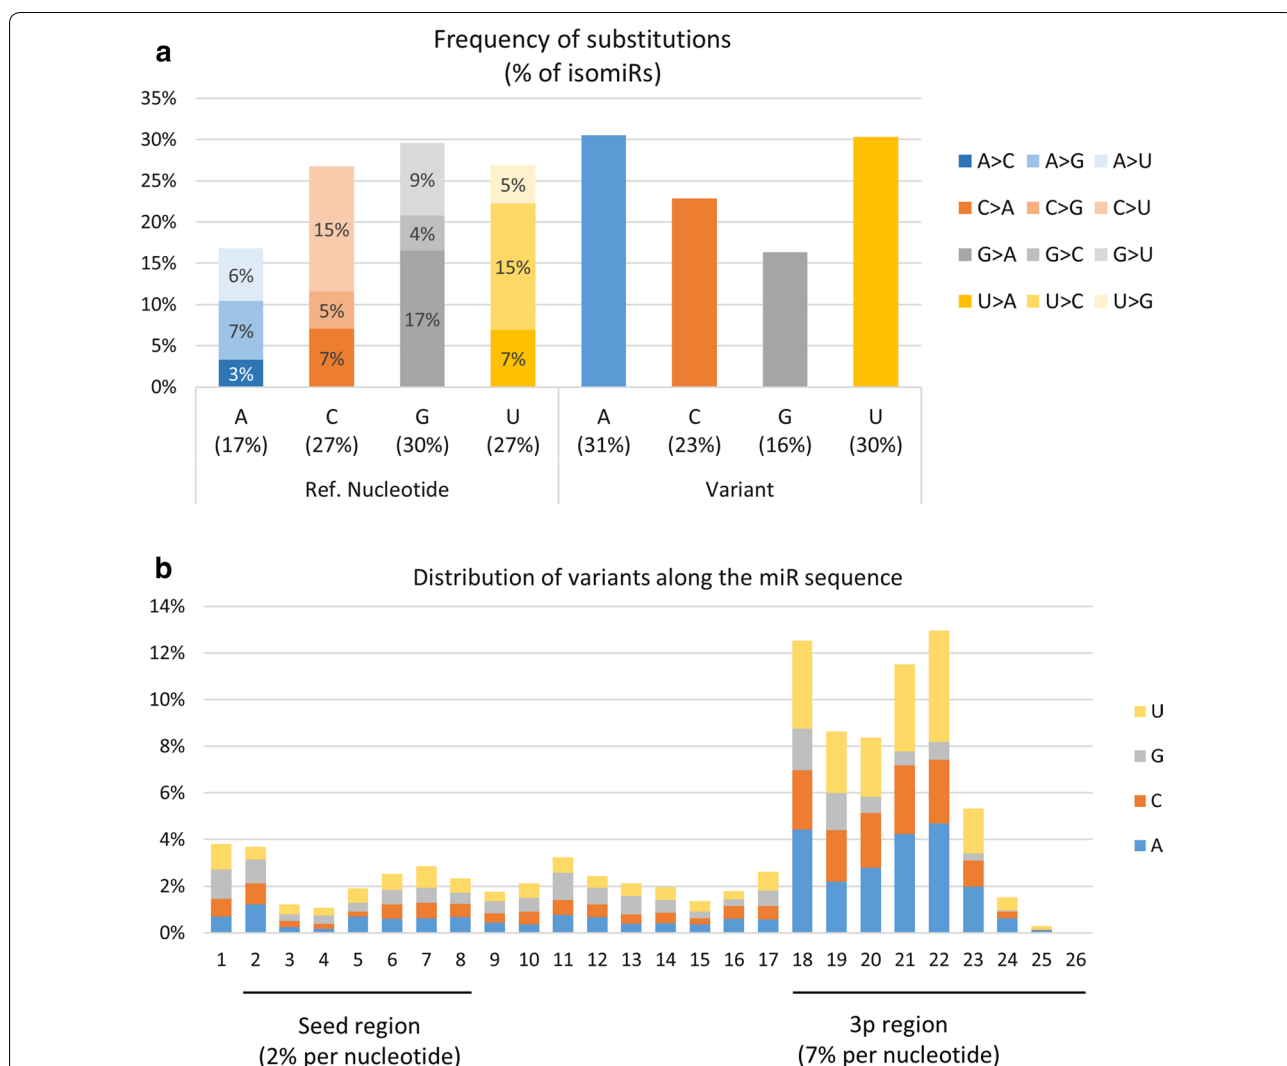 a
Frequency of substitutions
(% of isomiRs)
35%
30%
25%
20%
15%
10%
5%
0%
6%
7%
3%
15%
5%
7%
9%
4%
17%
5%
15%
7%
A C G U A C G U
(17%) (27%) (30%) (27%) (31%) (23%) (16%) (30%)
Ref. Nucleotide Variant
A>C A>G A>U
C>A C>G C>U
G>A G>C G>U
U>A U>C U>G
b
Distribution of variants along the miR sequence
14%
12%
10%
8%
6%
4%
2%
0%
1 2 3 4 5 6 7 8 9 10 11 12 13 14 15 16 17 18 19 20 21 22 23 24 25 26
U
G
C
A
Seed region
(2% per nucleotide)
3p region
(7% per nucleotide)